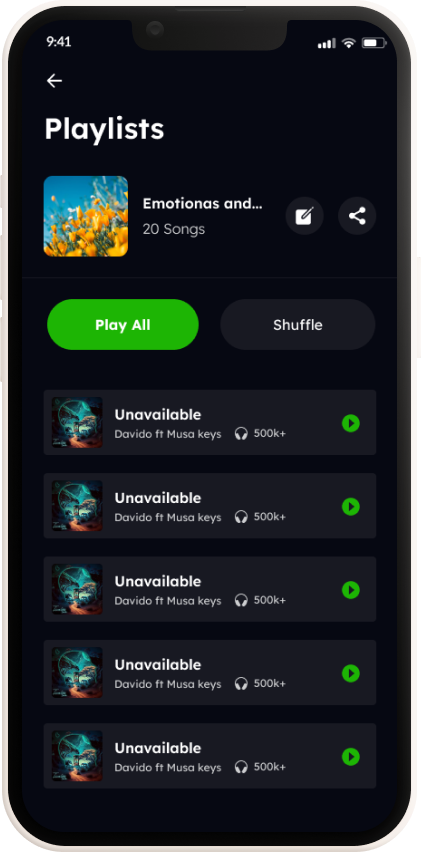 9:41
Playlists
Emotionas and...
20 Songs
Play All
Shuffle
Unavailable
Davido ft Musa keys 500k+
Unavailable
Davido ft Musa keys 500k+
Unavailable
Davido ft Musa keys 500k+
Unavailable
Davido ft Musa keys 500k+
Unavailable
Davido ft Musa keys 500k+